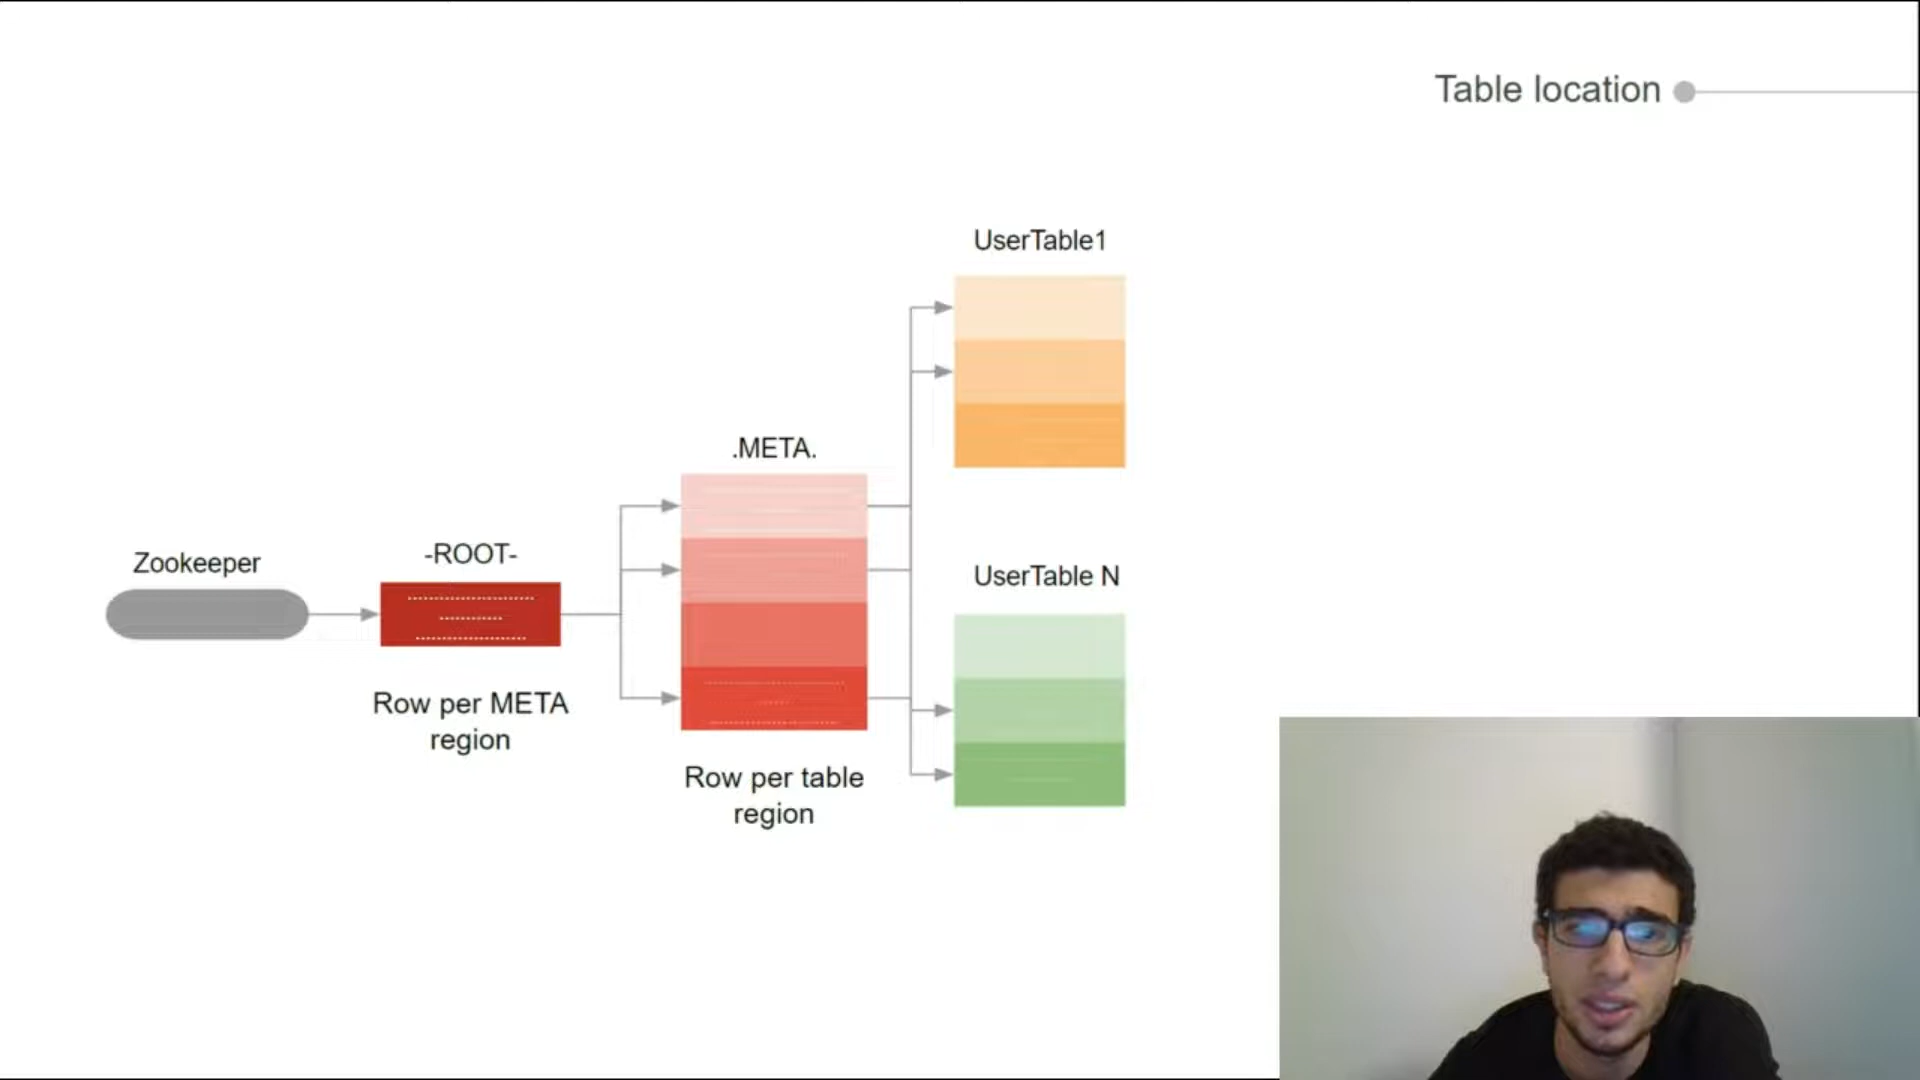 Table location
UserTable1
.META.
Zookeeper
-ROOT-
UserTable N
Row per META
region
Row per table
region